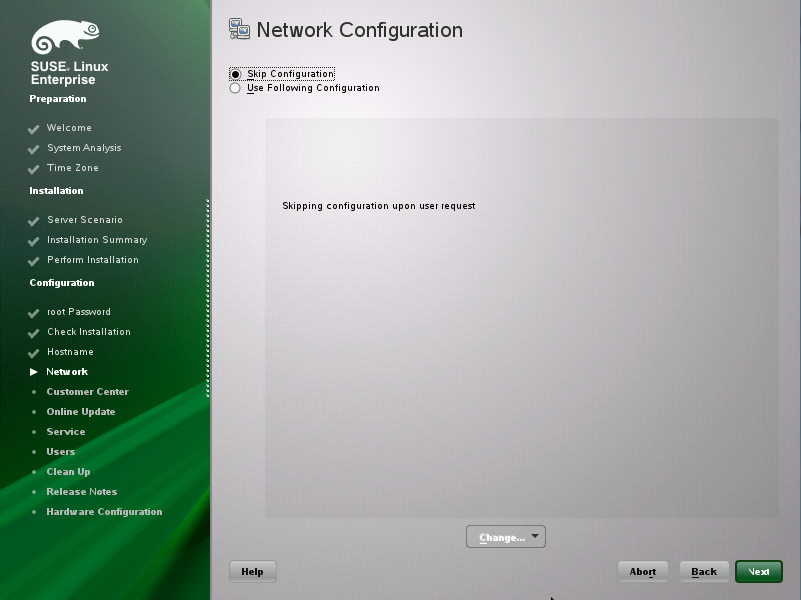 SUSE. Linux
Enterprise
Preparation
Welcome
System Analysis
Time Zone
Installation
Server Scenario
Installation Summary
Perform Installation
Configuration
root Password
Check Installation
Hostname
Network
Customer Center
Online Update
Service
Users
Clean Up
Release Notes
Hardware Configuration
Network Configuration
Skip Configuration
Use Following Configuration
Skipping configuration upon user request
Change...
Help
Abort
Back
Next